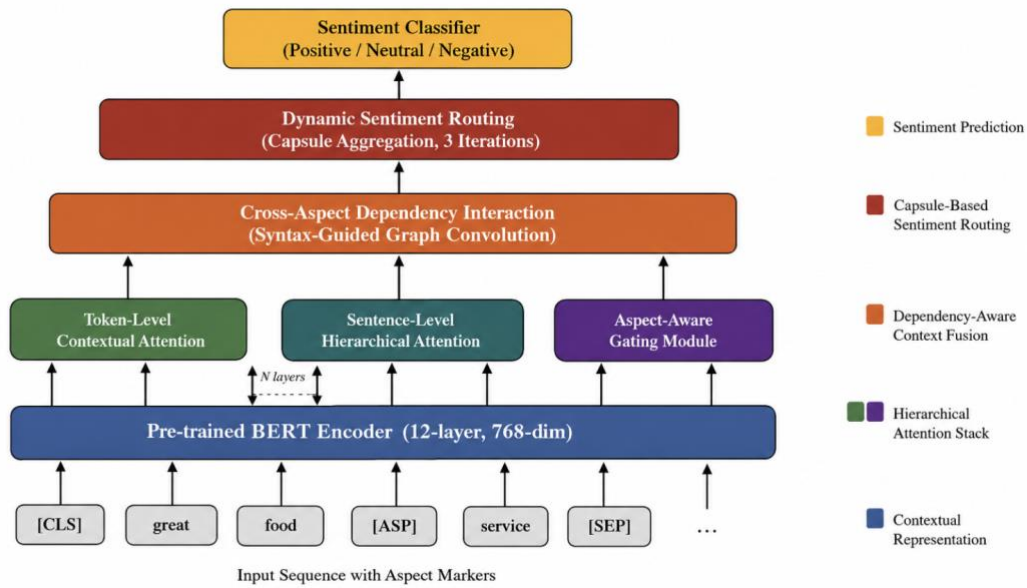 Sentiment Classifier
(Positive / Neutral / Negative)
Dynamic Sentiment Routing
(Capsule Aggregation, 3 Iterations)
Cross-Aspect Dependency Interaction
(Syntax-Guided Graph Convolution)
Token-Level
Contextual Attention
Sentence-Level
Hierarchical Attention
Aspect-Aware
Gating Module
N layers
Pre-trained BERT Encoder (12-layer, 768-dim)
[CLS]
great
food
[ASP]
service
[SEP]
...
Input Sequence with Aspect Markers
Sentiment Prediction
Capsule-Based
Sentiment Routing
Dependency-Aware
Context Fusion
Hierarchical
Attention Stack
Contextual
Representation